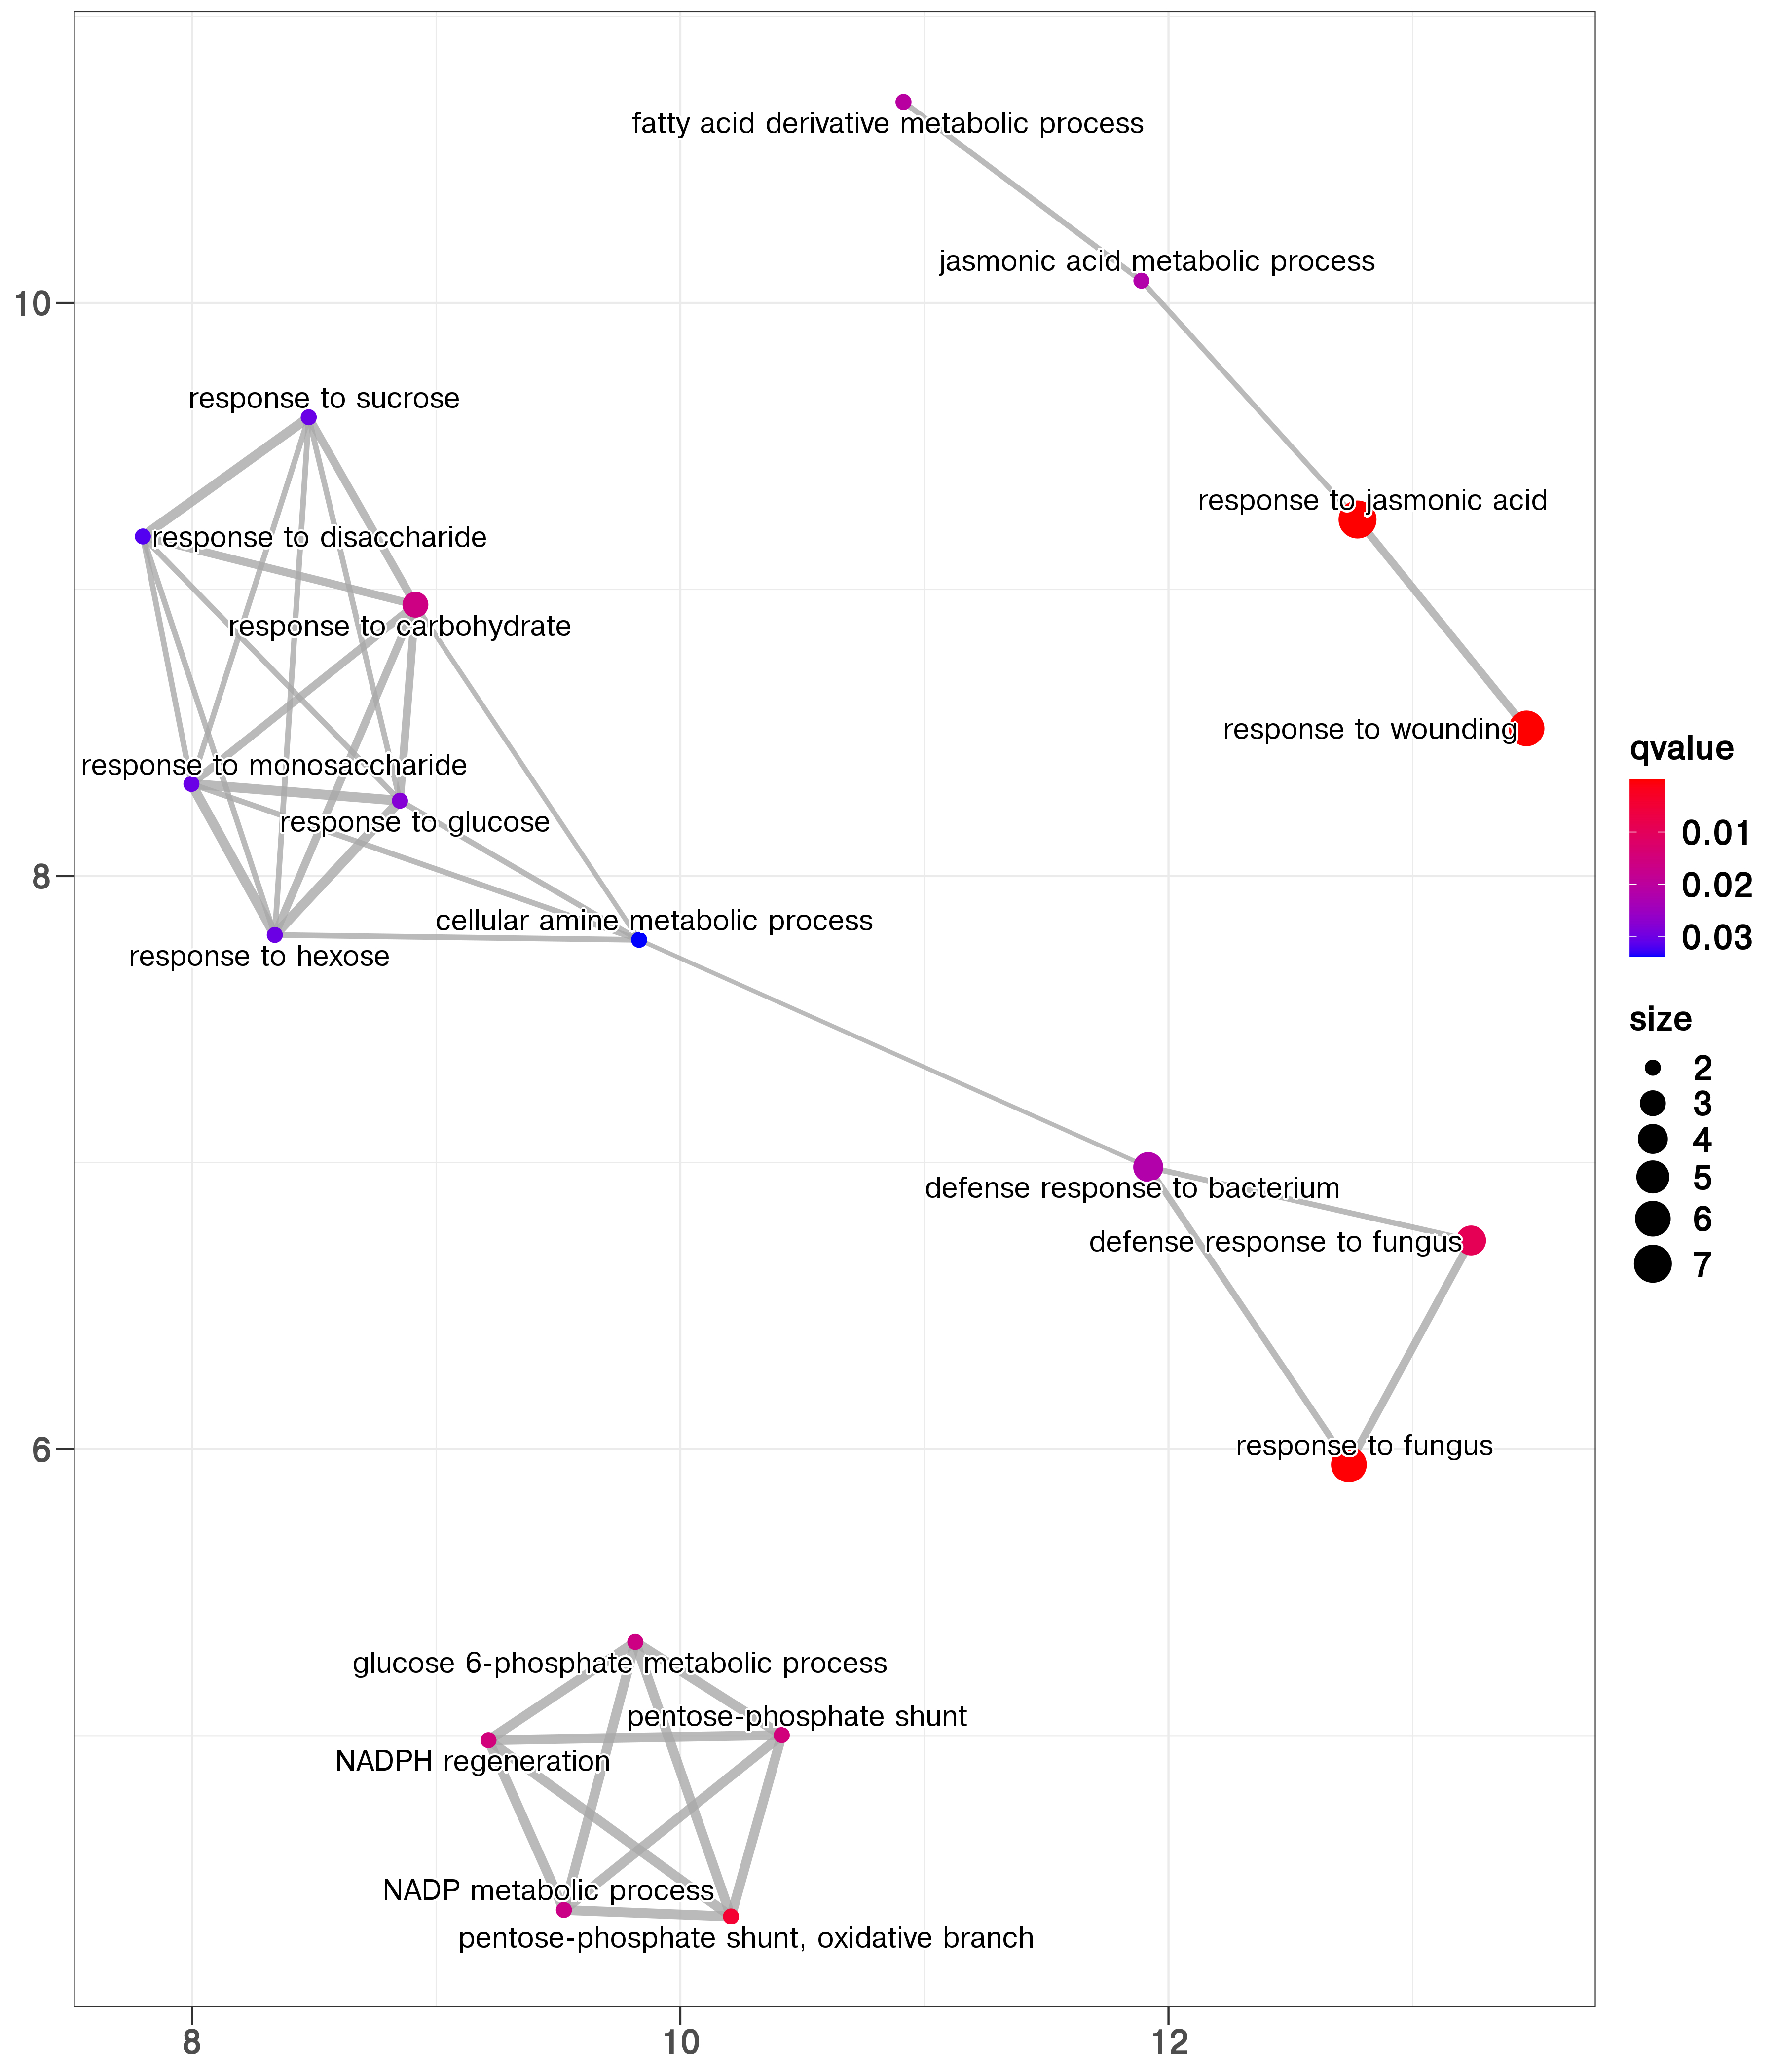 fatty acid derivative metabolic process
jasmonic acid metabolic process
10
response to sucrose
response to jasmonic acid
response to disaccharide
response to carbohydrate
response to wounding
response to monosaccharide
response to glucose
8
cellular amine metabolic process
response to hexose
defense response to bacterium
defense response to fungus
response to fungus
6
glucose 6-phosphate metabolic process
pentose-phosphate shunt
NADPH regeneration
NADP metabolic process
pentose-phosphate shunt, oxidative branch
8
10
12
qvalue
0.01
0.02
0.03
size
2
3
4
5
6
7